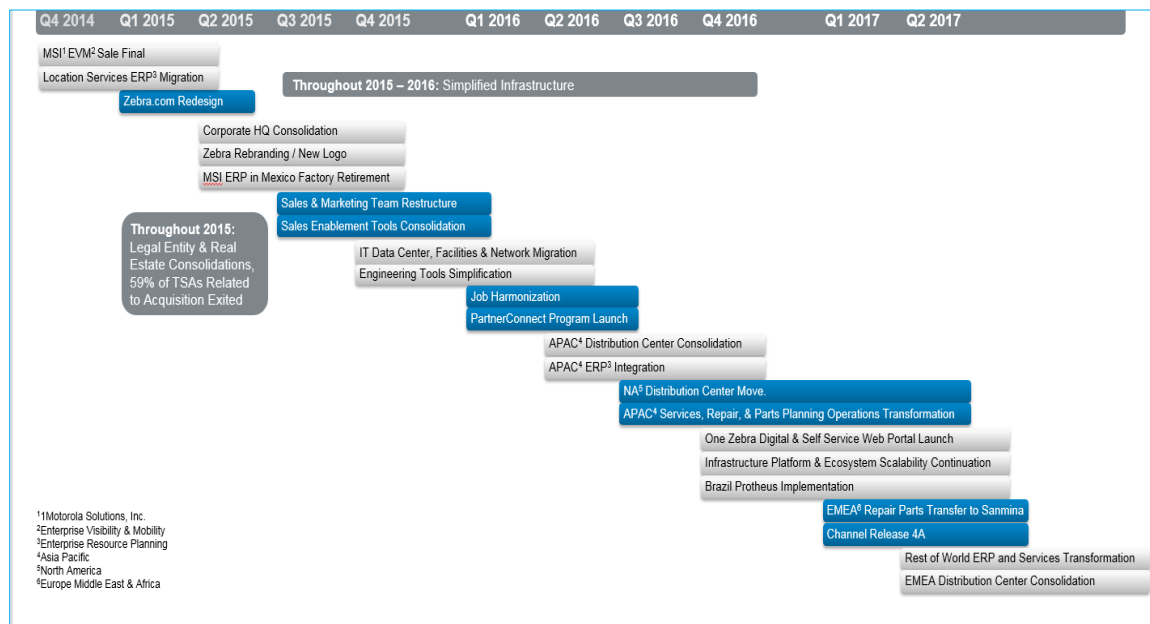 Q4 2014 Q1 2015 Q2 2015 Q3 2015 Q4 2015 Q1 2016 Q2 2016 Q3 2016 Q4 2016 Q1 2017 Q2 2017
MSI¹ EVM² Sale Final
Location Services ERP³ Migration
Throughout 2015 – 2016: Simplified Infrastructure
Zebra.com Redesign
Corporate HQ Consolidation
Zebra Rebranding / New Logo
MSI ERP in Mexico Factory Retirement
Sales & Marketing Team Restructure
Sales Enablement Tools Consolidation
Throughout 2015:
Legal Entity & Real
Estate Consolidations,
59% of TSAs Related
to Acquisition Exited
IT Data Center, Facilities & Network Migration
Engineering Tools Simplification
Job Harmonization
PartnerConnect Program Launch
APAC⁴ Distribution Center Consolidation
APAC⁴ ERP³ Integration
NA⁵ Distribution Center Move.
APAC⁴ Services, Repair, & Parts Planning Operations Transformation
One Zebra Digital & Self Service Web Portal Launch
Infrastructure Platform & Ecosystem Scalability Continuation
Brazil Protheus Implementation
EMEA⁶ Repair Parts Transfer to Sanmina
Channel Release 4A
Rest of World ERP and Services Transformation
EMEA Distribution Center Consolidation
¹1Motorola Solutions, Inc.
²Enterprise Visibility & Mobility
³Enterprise Resource Planning
⁴Asia Pacific
⁵North America
⁶Europe Middle East & Africa